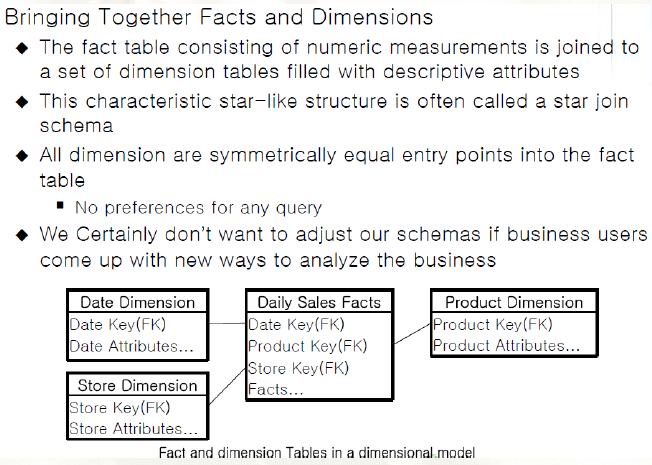 Bringing Together Facts and Dimensions
◆ The fact table consisting of numeric measurements is joined to
a set of dimension tables filled with descriptive attributes
◆ This characteristic star-like structure is often called a star join
schema
◆ All dimension are symmetrically equal entry points into the fact
table
▪ No preferences for any query
◆ We Certainly don't want to adjust our schemas if business users
come up with new ways to analyze the business
Date Dimension
Date Key(FK)
Date Attributes...
Store Dimension
Store Key(FK)
Store Attributes...
Daily Sales Facts
Date Key(FK)
Product Key(FK)
Store Key(FK)
Facts...
Product Dimension
Product Key(FK)
Product Attributes...
Fact and dimension Tables in a dimensional model